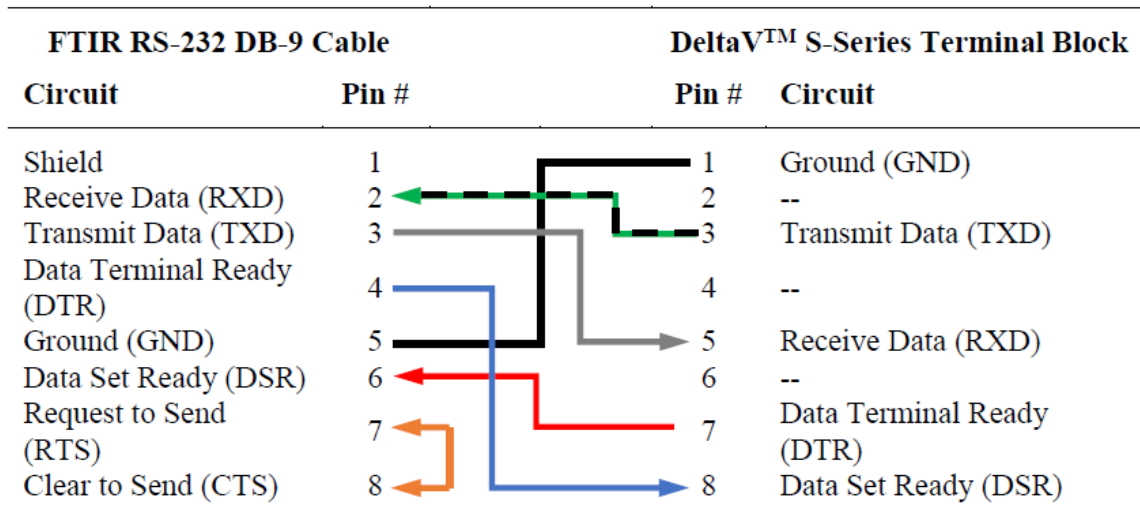 FTIR RS-232 DB-9 Cable DeltaV™ S-Series Terminal Block
Circuit Pin # Pin # Circuit
Shield 1 1 Ground (GND)
Receive Data (RXD) 2 2 --
Transmit Data (TXD) 3 3 Transmit Data (TXD)
Data Terminal Ready
(DTR) 4 4 --
Ground (GND) 5 5 Receive Data (RXD)
Data Set Ready (DSR) 6 6 --
Request to Send
(RTS) 7 7 Data Terminal Ready
(DTR)
Clear to Send (CTS) 8 8 Data Set Ready (DSR)